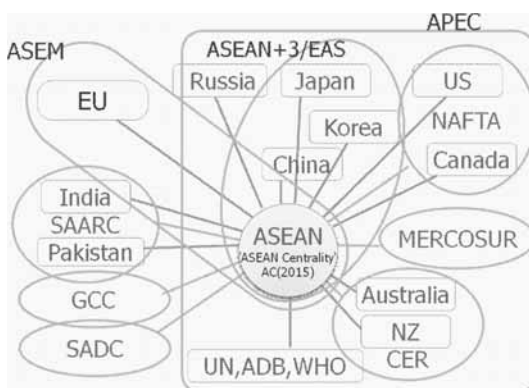 APEC
ASEM
ASEAN+3/EAS
Russia
Japan
US
EU
Korea
NAFTA
China
Canada
India
SAARC
Pakistan
ASEAN
ASEAN Centrality
AC(2015)
MERCOSUR
GCC
Australia
SADC
NZ
CER
UN,ADB,WHO